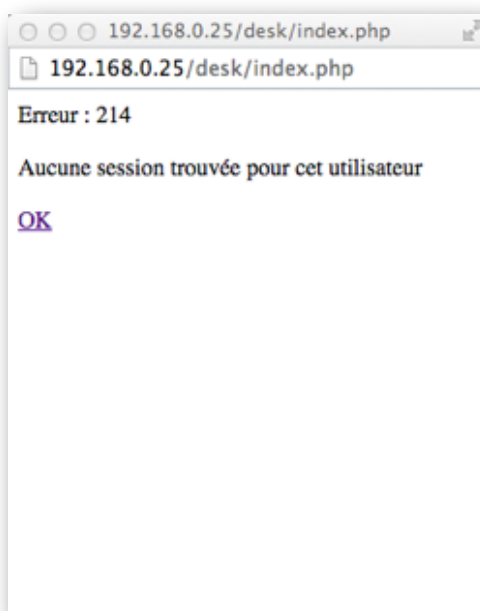 192.168.0.25/desk/index.php
192.168.0.25/desk/index.php
Erreur : 214
Aucune session trouvée pour cet utilisateur
OK